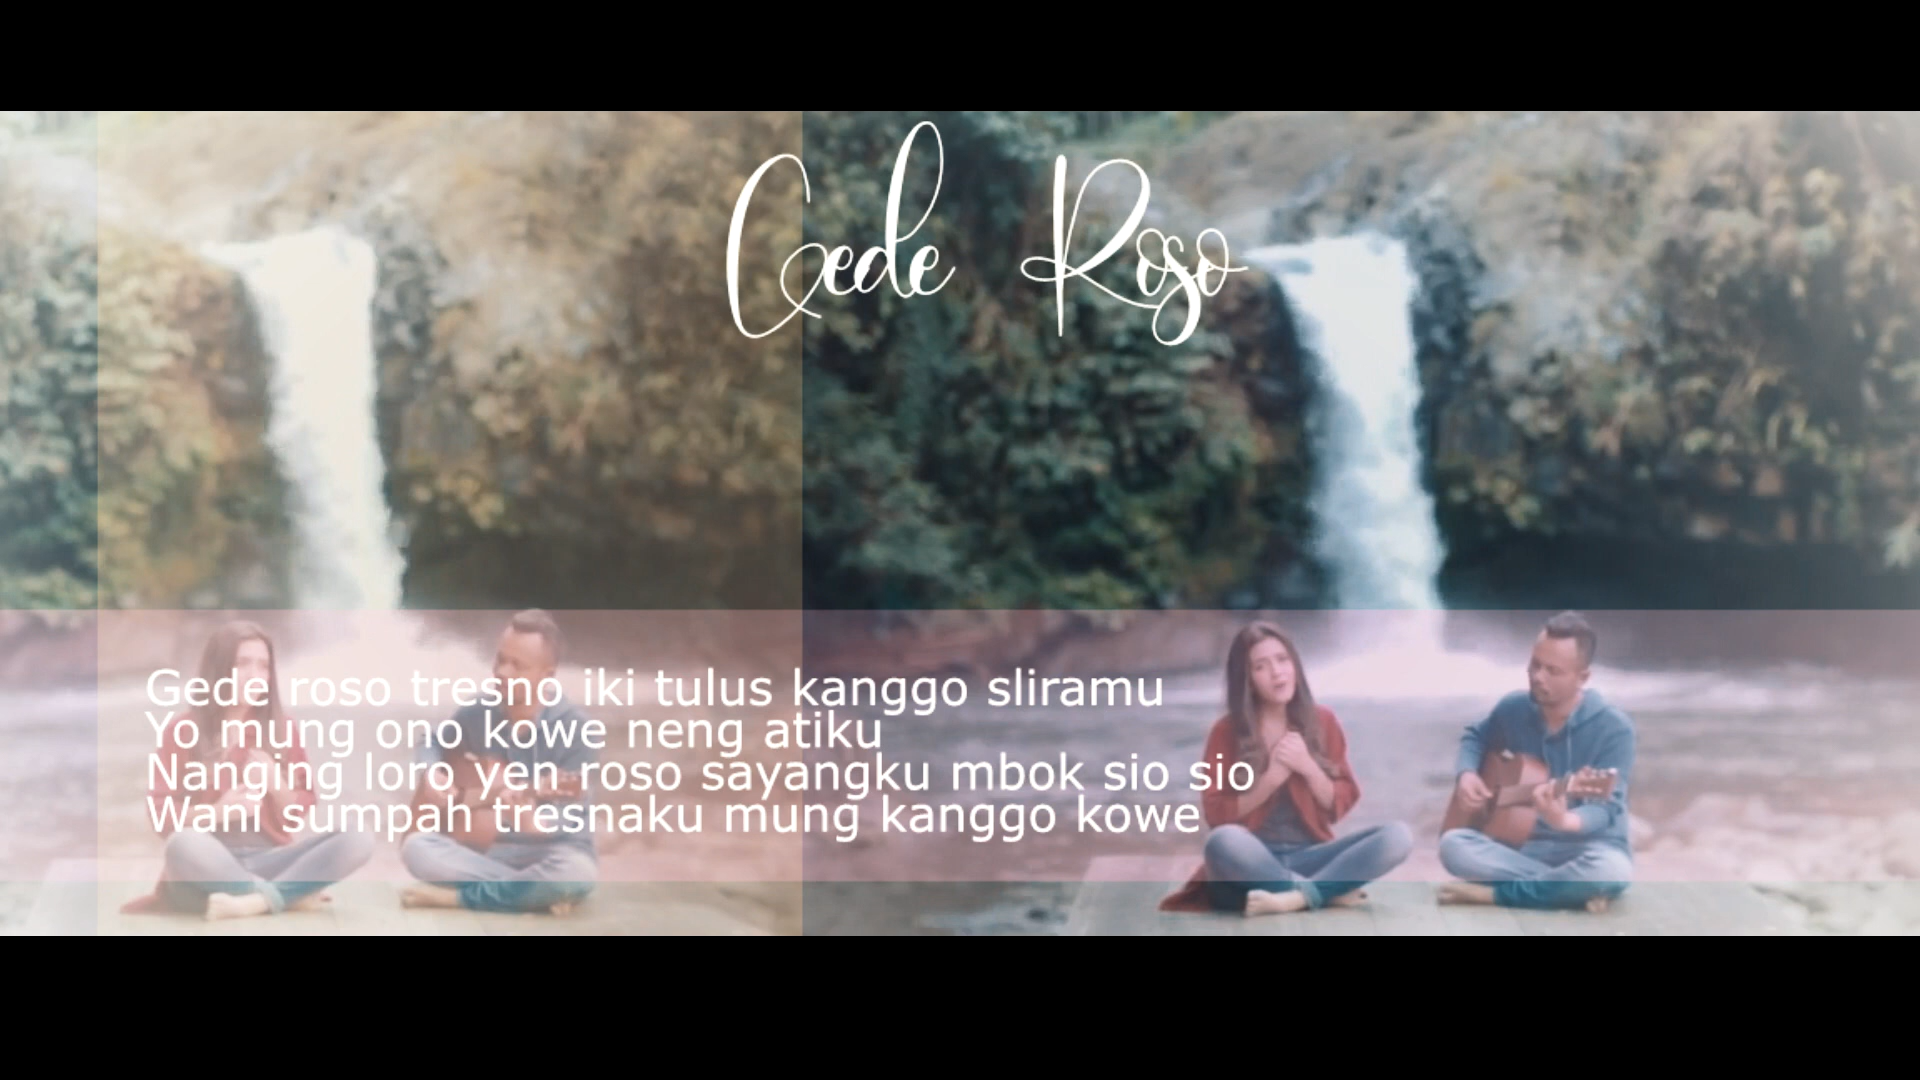 Gede Roso
Gede roso tresno iki tulus kanggo sliramu
Yo mung ono kowe neng atiku
Nanging loro yen roso sayangku mbok sio sio
Wani sumpah tresnaku mung kanggo kowe